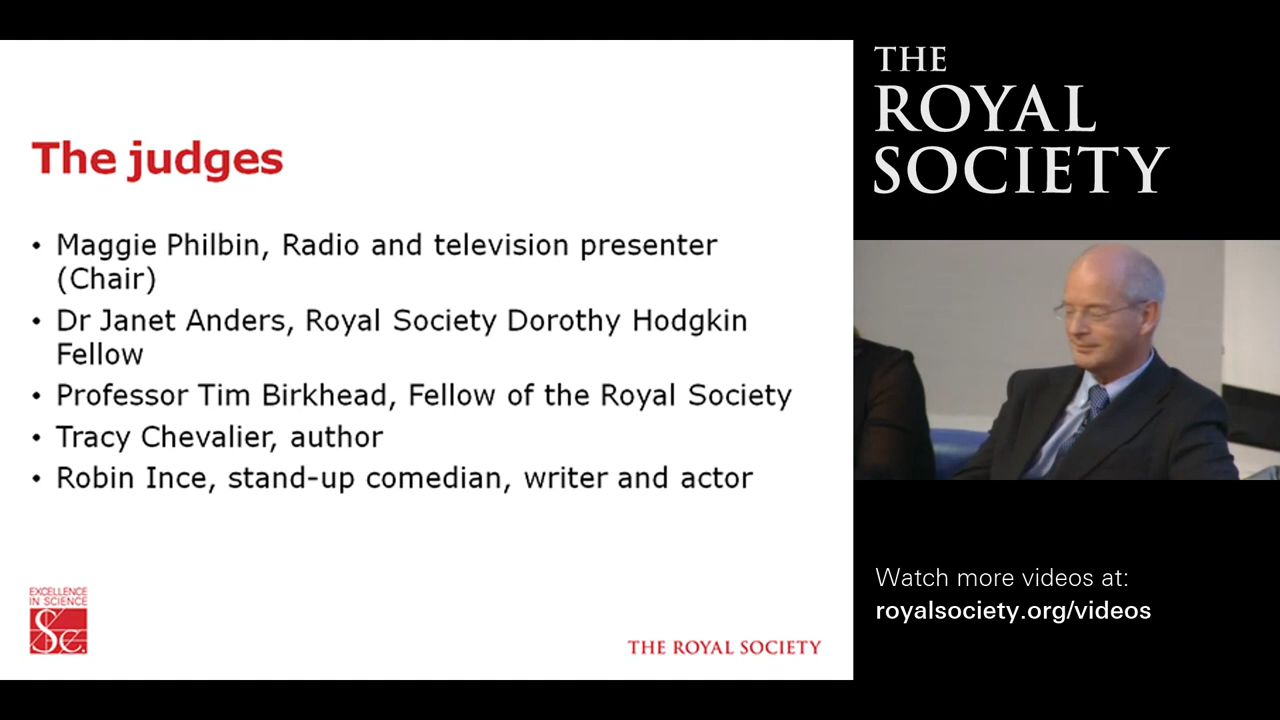 The judges
• Maggie Philbin, Radio and television presenter
(Chair)
• Dr Janet Anders, Royal Society Dorothy Hodgkin
Fellow
• Professor Tim Birkhead, Fellow of the Royal Society
• Tracy Chevalier, author
• Robin Ince, stand-up comedian, writer and actor
EXCELLENCE
IN SCIENCE
THE ROYAL SOCIETY
THE
ROYAL
SOCIETY
Watch more videos at:
royalsociety.org/videos